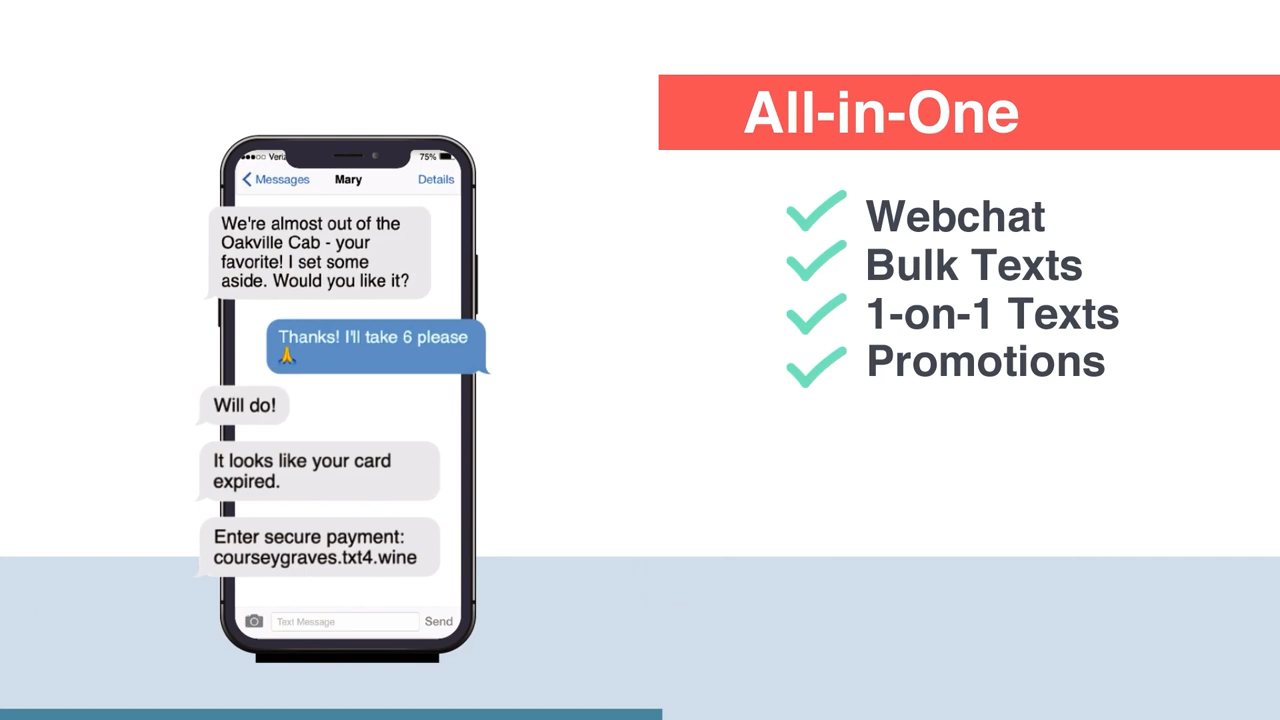 All-in-One
Webchat
Bulk Texts
1-on-1 Texts
Promotions
75%
Messages
Mary
Details
We're almost out of the
Oakville Cab - your
favorite! I set some
aside. Would you like it?
Thanks! I'll take 6 please
🙏
Will do!
It looks like your card
expired.
Enter secure payment:
courseygraves.txt4.wine
Text Message
Send